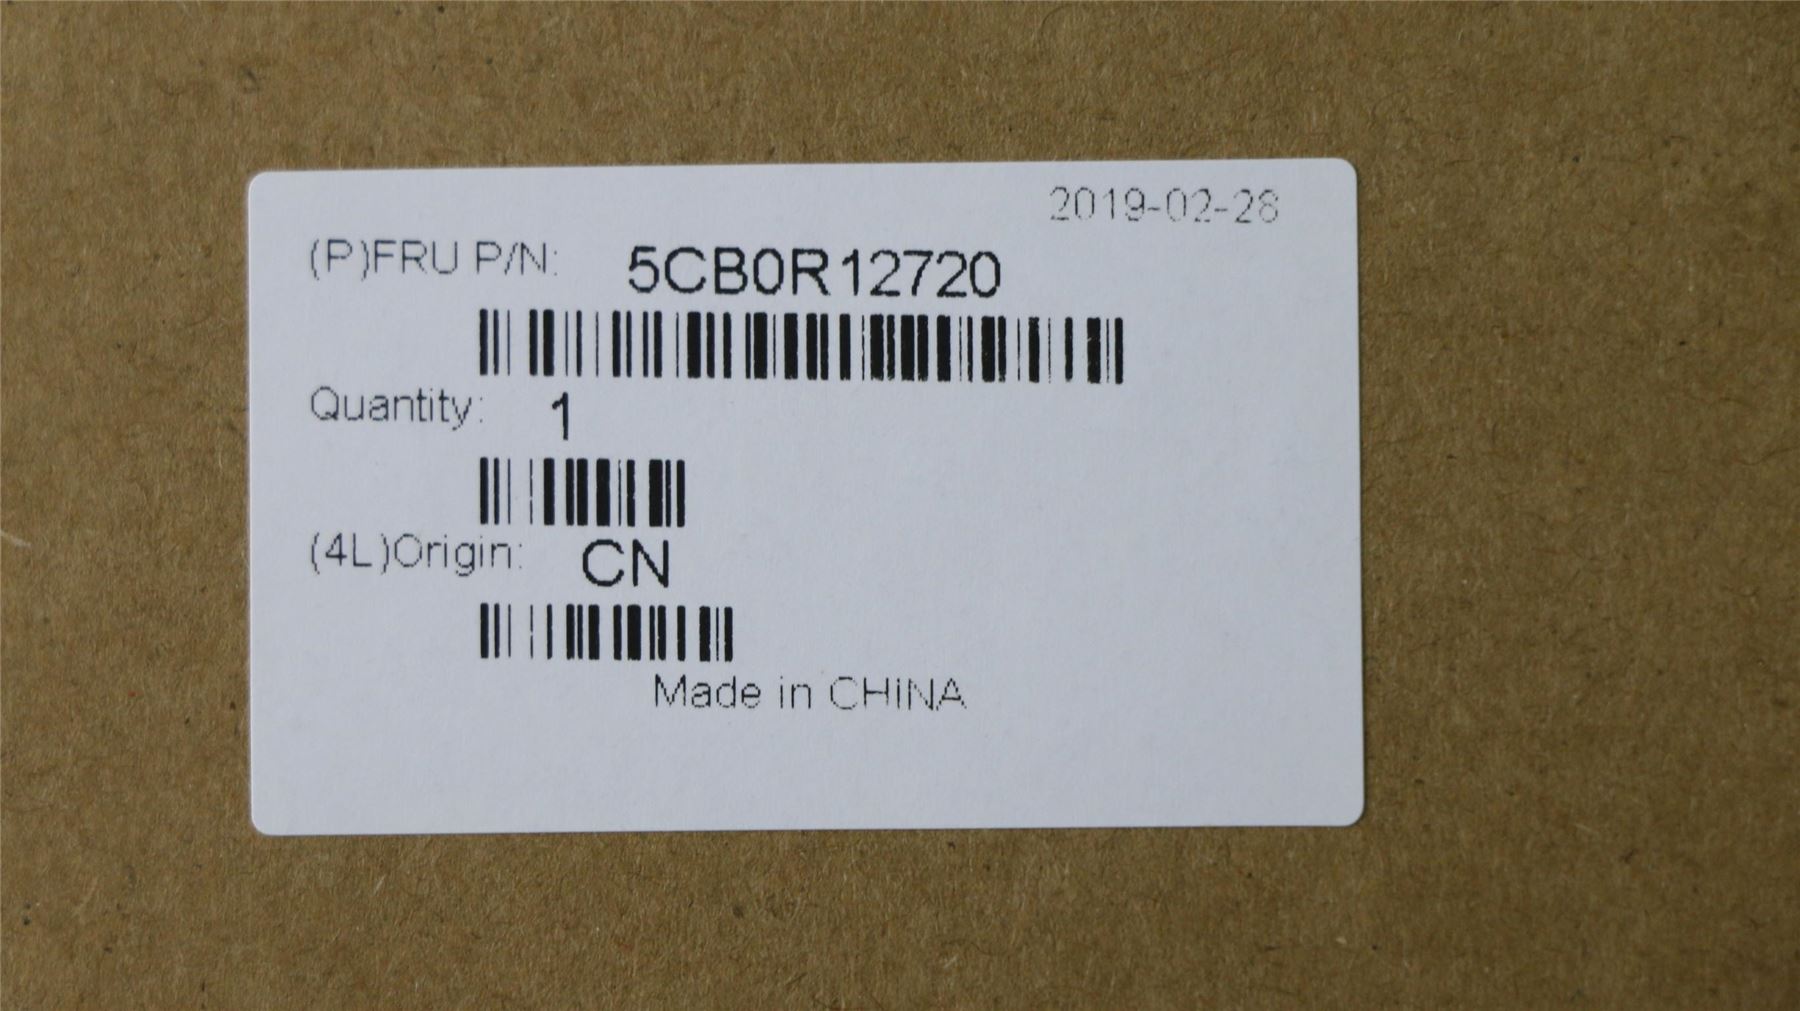 2019-02-28
(P)FRU P/N: 5CB0R12720
Quantity: 1
(4L)Origin: CN
Made in CHINA